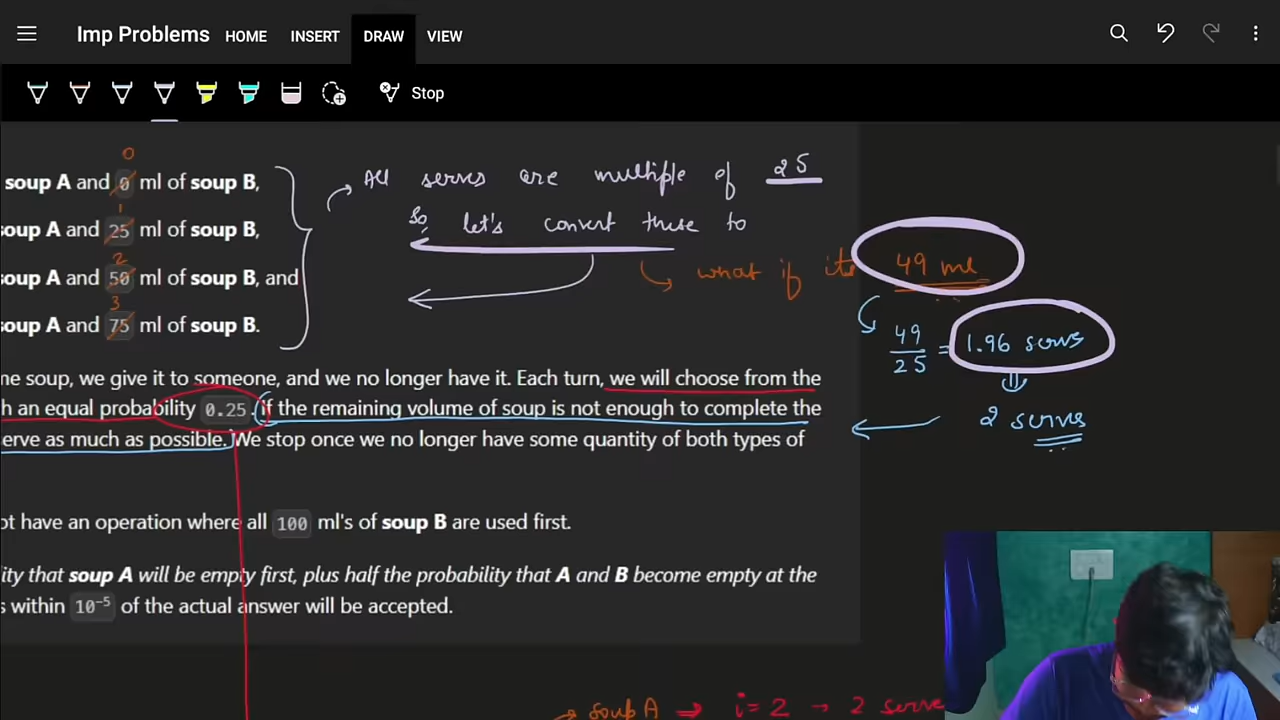 Imp Problems HOME INSERT DRAW VIEW
Stop
0
soup A and 0 ml of soup B,
1
soup A and 25 ml of soup B,
2
soup A and 50 ml of soup B, and
3
soup A and 75 ml of soup B.
All serves are multiple of 25
So, let's convert these to
what if its 49 ml
49
25
= 1.96 servs
2 serves
ne soup, we give it to someone, and we no longer have it. Each turn, we will choose from the
h an equal probability 0.25. If the remaining volume of soup is not enough to complete the
serve as much as possible. We stop once we no longer have some quantity of both types of
ot have an operation where all 100 ml's of soup B are used first.
ity that soup A will be empty first, plus half the probability that A and B become empty at the
s within 10⁻⁵ of the actual answer will be accepted.
soup A ⇒ i = 2 → 2 serve